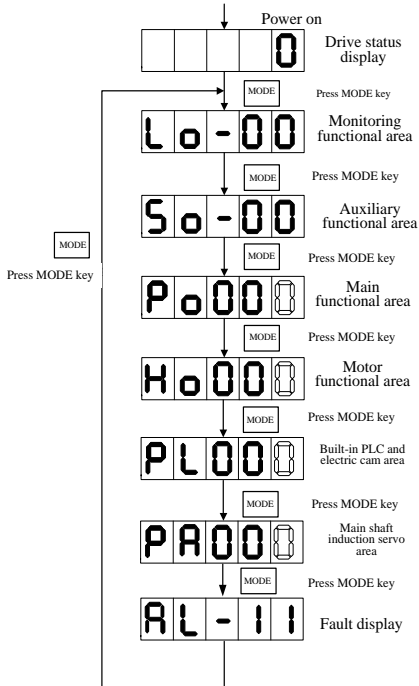 Power on
0
Drive status
display
MODE
Press MODE key
Lo-00
Monitoring
functional area
MODE
Press MODE key
So-00
Auxiliary
functional area
MODE
Press MODE key
MODE
Press MODE key
Po000
Main
functional area
MODE
Press MODE key
Ho000
Motor
functional area
MODE
Press MODE key
PL000
Built-in PLC and
electric cam area
MODE
Press MODE key
PA000
Main shaft
induction servo
area
MODE
Press MODE key
AL-11
Fault display